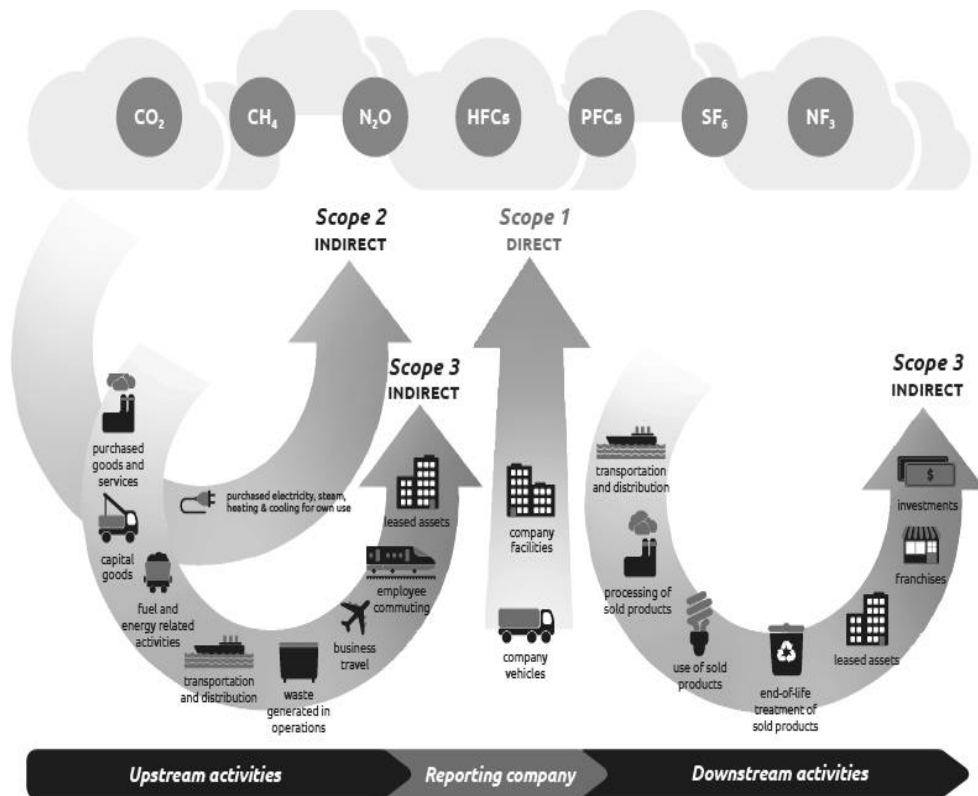 CO₂ CH₄ N₂O HFCs PFCs SF₆ NF₃
Scope 2
INDIRECT
Scope 1
DIRECT
Scope 3
INDIRECT
Scope 3
INDIRECT
purchased
goods and
services
capital
goods
fuel and
energy related
activities
purchased electricity, steam,
heating & cooling for own use
transportation
and distribution
waste
generated in
operations
business
travel
employee
commuting
leased assets
company
facilities
company
vehicles
transportation
and distribution
processing of
sold products
use of sold
products
end-of-life
treatment of
sold products
leased assets
franchises
$
investments
Upstream activities
Reporting company
Downstream activities